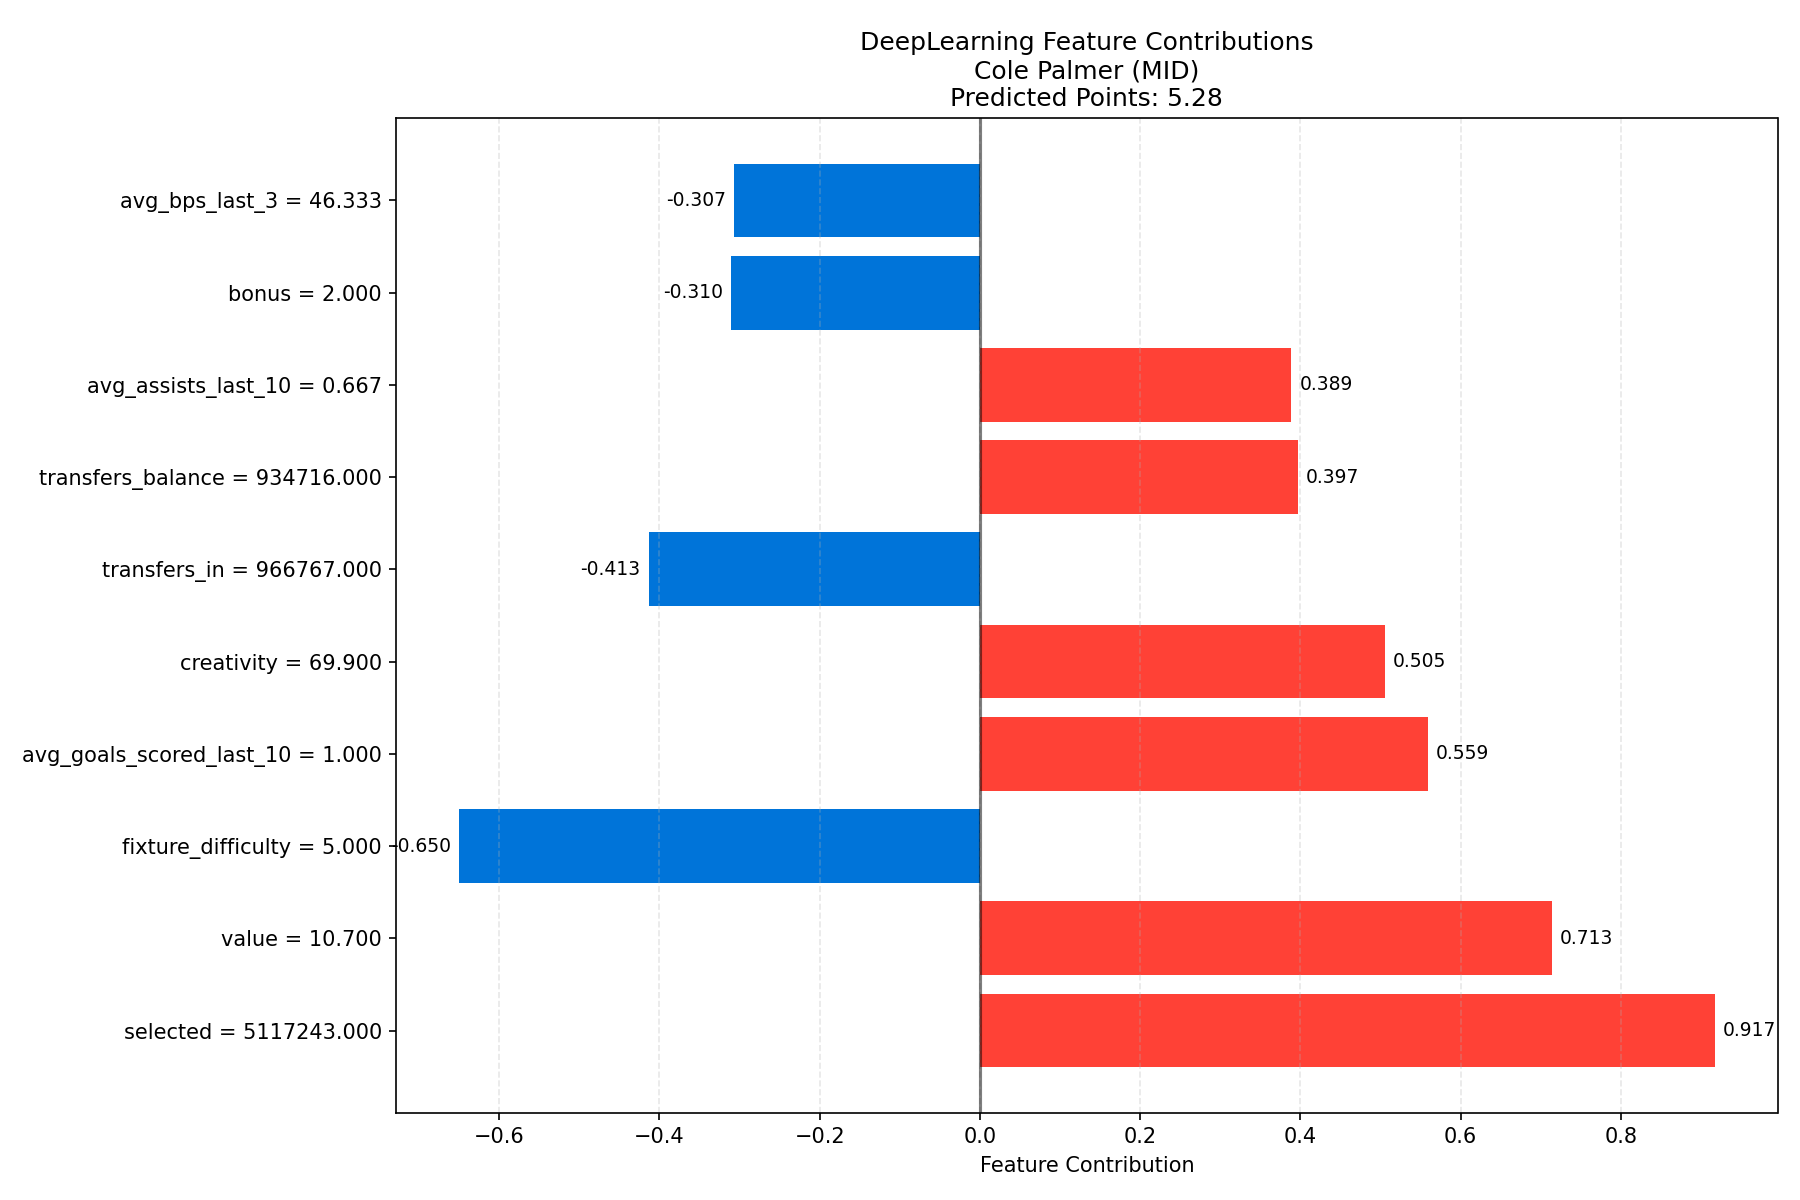 DeepLearning Feature Contributions
Cole Palmer (MID)
Predicted Points: 5.28
avg_bps_last_3 = 46.333
-0.307
bonus = 2.000
-0.310
avg_assists_last_10 = 0.667
0.389
transfers_balance = 934716.000
0.397
transfers_in = 966767.000
-0.413
creativity = 69.900
0.505
avg_goals_scored_last_10 = 1.000
0.559
fixture_difficulty = 5.000
-0.650
value = 10.700
0.713
selected = 5117243.000
0.917
−0.6 −0.4 −0.2 0.0 0.2 0.4 0.6 0.8
Feature Contribution